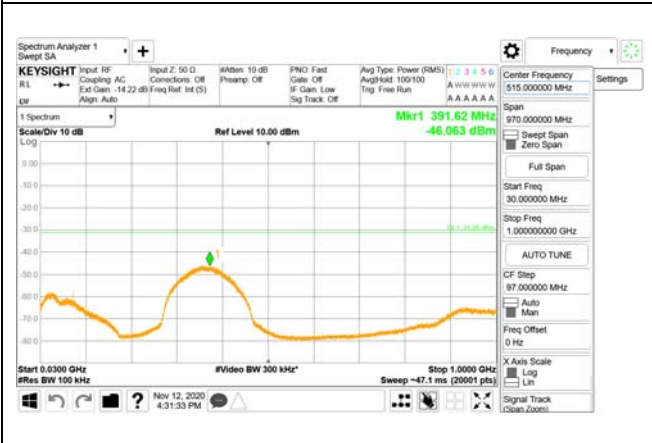 Spectrum Analyzer 1
Swept SA
Frequency
KEYSIGHT
Input: RF
Coupling: AC
Ext Gain: -14.22 dB
Align: Auto
Input Z: 50 Ω
Corrections: Off
Freq Ref: Int (S)
#Atten: 10 dB
Preamp: Off
PNO: Fast
Gate: Off
IF Gain: Low
Sig Track: Off
Avg Type: Power (RMS)
Avg|Hold: 100/100
Trig: Free Run
1 2 3 4 5 6
A W W W W W
A A A A A A
RL
1 Spectrum
Scale/Div 10 dB
Log
Ref Level 10.00 dBm
Mkr1 391.62 MHz
-46.063 dBm
0.00
-10.0
-20.0
-30.0
-40.0
-50.0
-60.0
-70.0
-80.0
1
Start 0.0300 GHz
#Res BW 100 kHz
#Video BW 300 kHz*
Stop 1.0000 GHz
Sweep ~47.1 ms (20001 pts)
Nov 12, 2020
4:31:33 PM
Center Frequency
515.000000 MHz
Settings
Span
970.000000 MHz
Swept Span
Zero Span
Full Span
Start Freq
30.000000 MHz
Stop Freq
1.000000000 GHz
AUTO TUNE
CF Step
97.000000 MHz
Auto
Man
Freq Offset
0 Hz
X Axis Scale
Log
Lin
Signal Track
(Span Zoom)